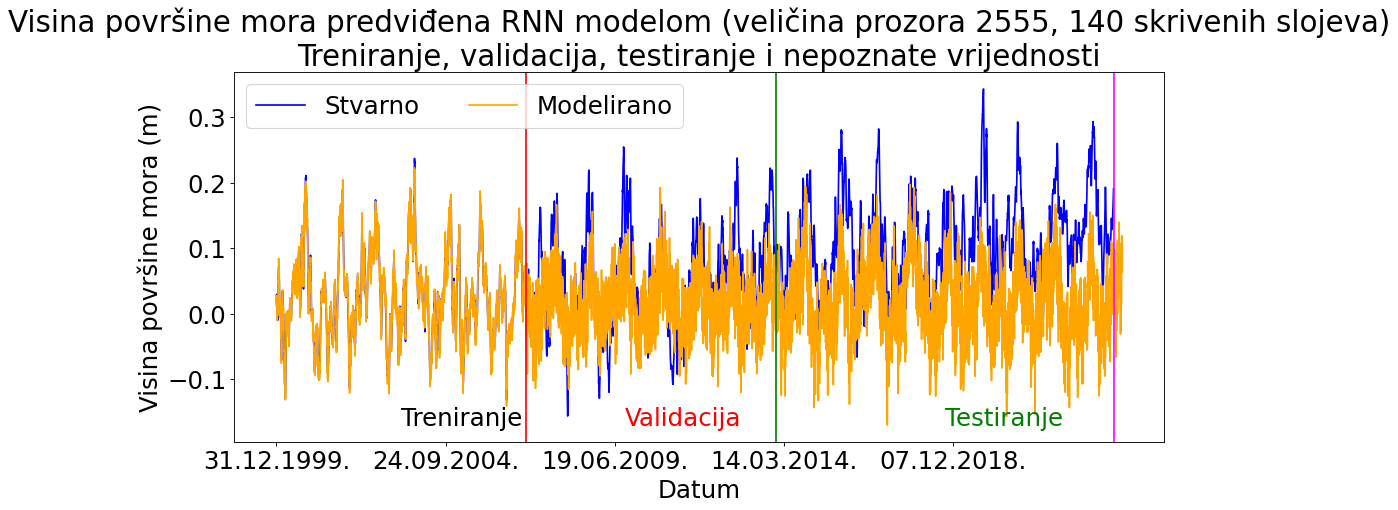 Visina površine mora predviđena RNN modelom (veličina prozora 2555, 140 skrivenih slojeva)
Treniranje, validacija, testiranje i nepoznate vrijednosti
Stvarno
Modelirano
Visina površine mora (m)
0.3
0.2
0.1
0.0
−0.1
Treniranje
Validacija
Testiranje
31.12.1999.
24.09.2004.
19.06.2009.
14.03.2014.
07.12.2018.
Datum